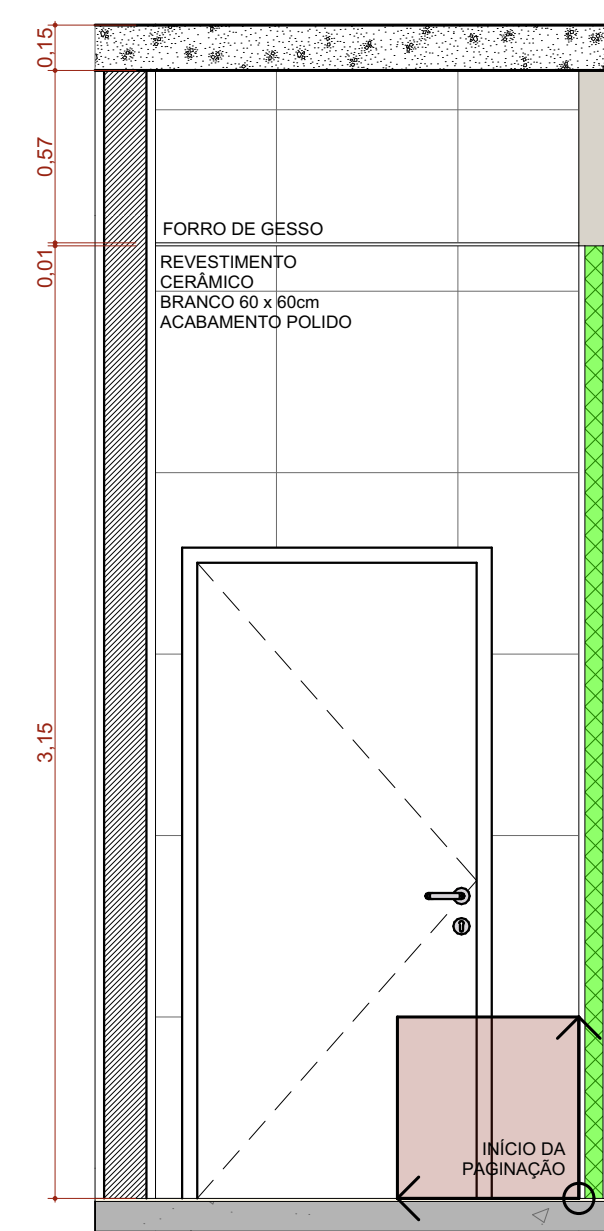 0,15
0,57
FORRO DE GESSO
0,01
REVESTIMENTO
CERÂMICO
BRANCO 60 x 60cm
ACABAMENTO POLIDO
3,15
INÍCIO DA
PAGINAÇÃO